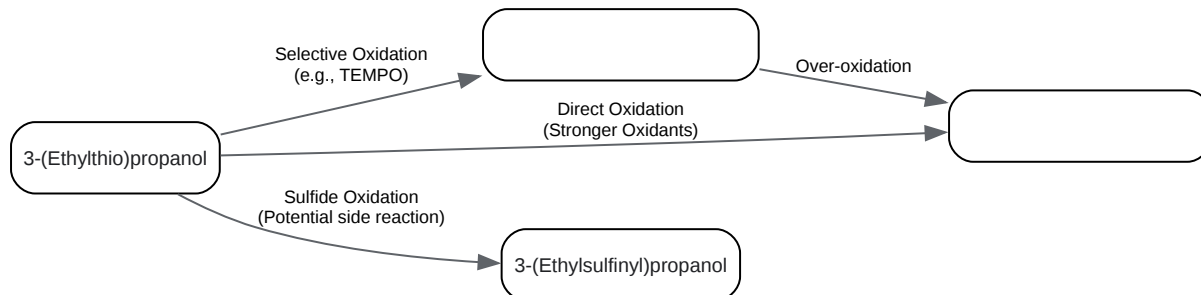 Selective Oxidation
(e.g., TEMPO)
Over-oxidation
Direct Oxidation
(Stronger Oxidants)
3-(Ethylthio)propanol
Sulfide Oxidation
(Potential side reaction)
3-(Ethylsulfinyl)propanol